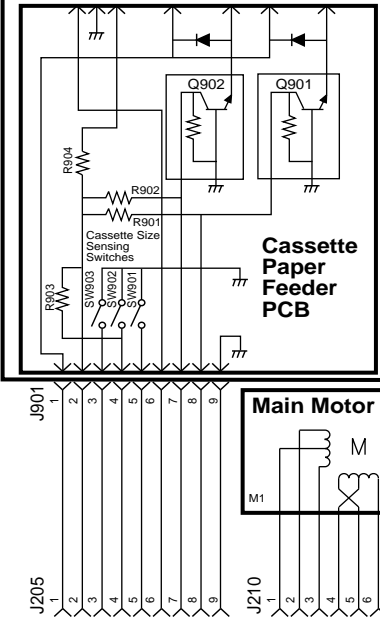 Q902
Q901
R904
R902
R901
Cassette Size
Sensing
Switches
R903
SW903
SW902
SW901
Cassette
Paper
Feeder
PCB
J901
1
2
3
4
5
6
7
8
9
Main Motor
M
M1
J205
1
2
3
4
5
6
7
8
9
J210
1
2
3
4
5
6